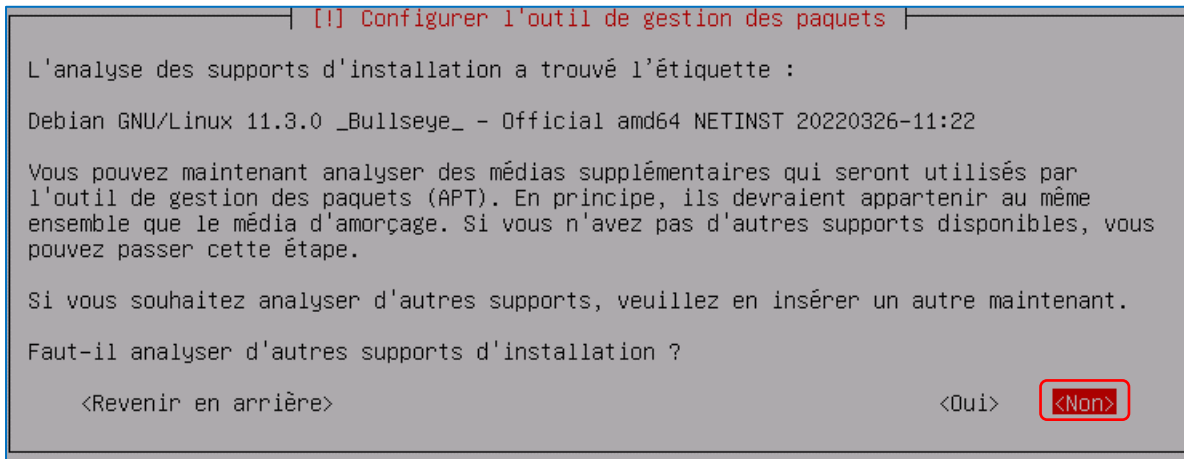 [!] Configurer l'outil de gestion des paquets
L'analyse des supports d'installation a trouvé l’étiquette :
Debian GNU/Linux 11.3.0 _Bullseye_ - Official amd64 NETINST 20220326-11:22
Vous pouvez maintenant analyser des médias supplémentaires qui seront utilisés par
l'outil de gestion des paquets (APT). En principe, ils devraient appartenir au même
ensemble que le média d'amorçage. Si vous n'avez pas d'autres supports disponibles, vous
pouvez passer cette étape.
Si vous souhaitez analyser d'autres supports, veuillez en insérer un autre maintenant.
Faut-il analyser d'autres supports d'installation ?
<Revenir en arrière> <Oui> <Non>